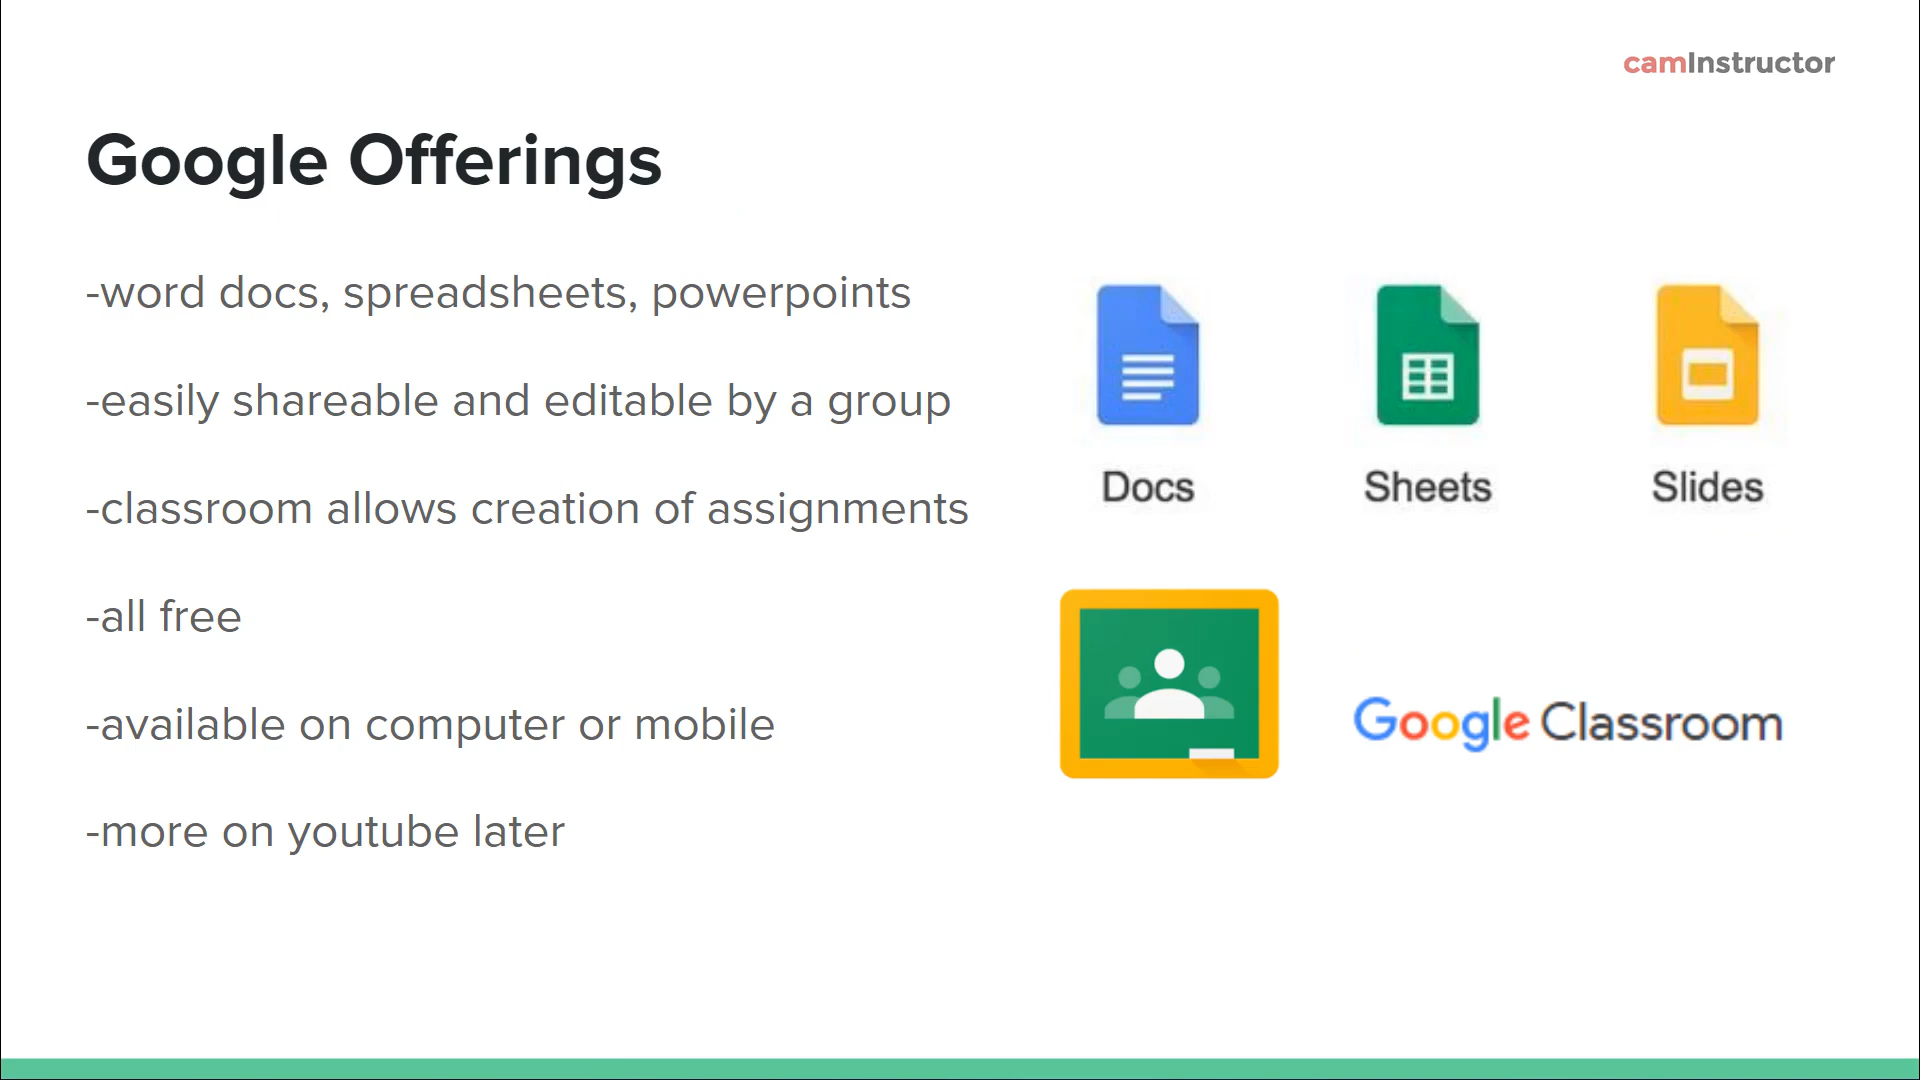 camInstructor
Google Offerings
-word docs, spreadsheets, powerpoints
-easily shareable and editable by a group
-classroom allows creation of assignments
-all free
-available on computer or mobile
-more on youtube later
Docs Sheets Slides
Google Classroom